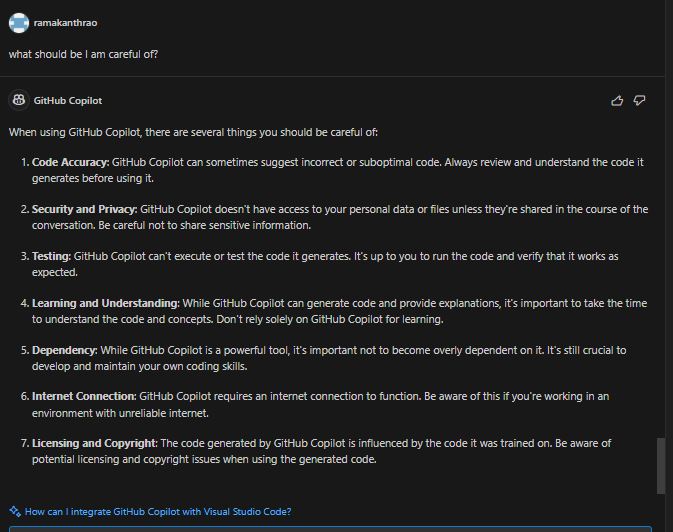 ramakanthrao
what should be I am careful of?
GitHub Copilot
When using GitHub Copilot, there are several things you should be careful of:
1. Code Accuracy: GitHub Copilot can sometimes suggest incorrect or suboptimal code. Always review and understand the code it
generates before using it.
2. Security and Privacy: GitHub Copilot doesn't have access to your personal data or files unless they're shared in the course of the
conversation. Be careful not to share sensitive information.
3. Testing: GitHub Copilot can't execute or test the code it generates. It's up to you to run the code and verify that it works as
expected.
4. Learning and Understanding: While GitHub Copilot can generate code and provide explanations, it's important to take the time
to understand the code and concepts. Don't rely solely on GitHub Copilot for learning.
5. Dependency: While GitHub Copilot is a powerful tool, it's important not to become overly dependent on it. It's still crucial to
develop and maintain your own coding skills.
6. Internet Connection: GitHub Copilot requires an internet connection to function. Be aware of this if you're working in an
environment with unreliable internet.
7. Licensing and Copyright: The code generated by GitHub Copilot is influenced by the code it was trained on. Be aware of
potential licensing and copyright issues when using the generated code.
How can I integrate GitHub Copilot with Visual Studio Code?